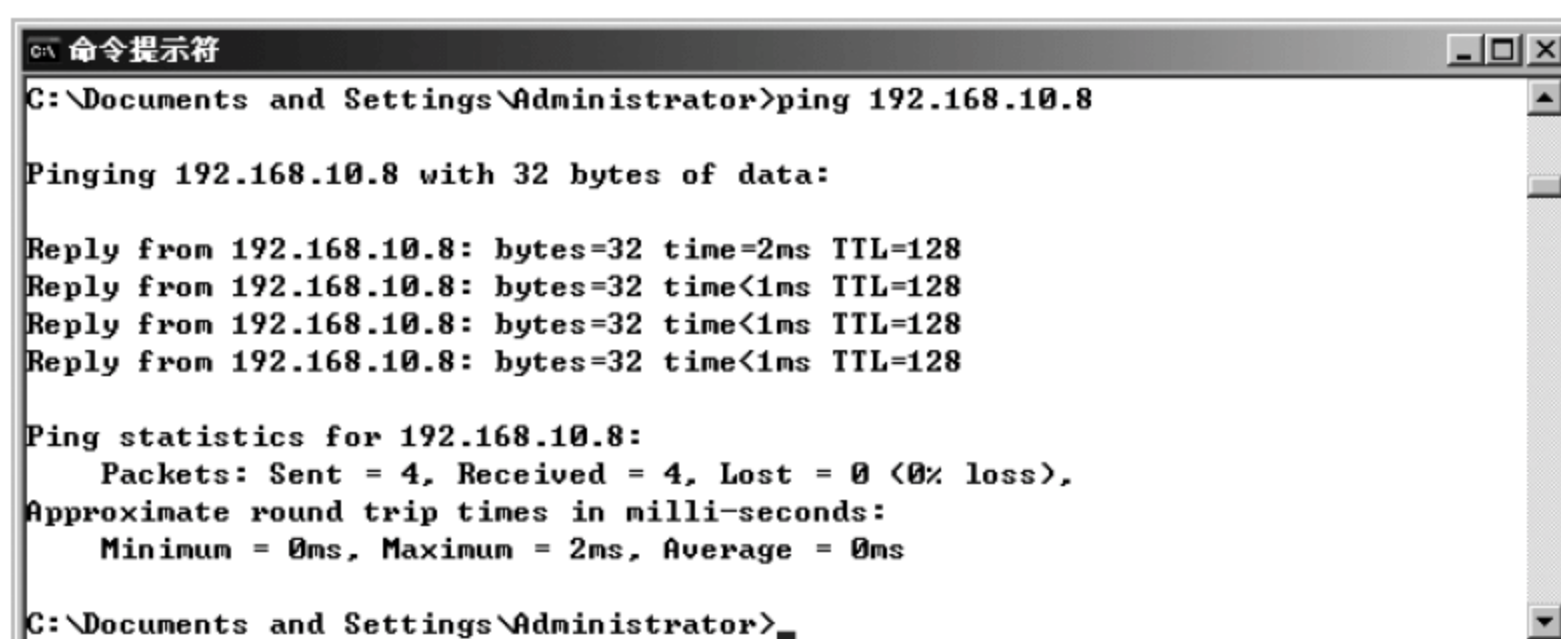 命令提示符
C:\Documents and Settings\Administrator>ping 192.168.10.8
Pinging 192.168.10.8 with 32 bytes of data:
Reply from 192.168.10.8: bytes=32 time=2ms TTL=128
Reply from 192.168.10.8: bytes=32 time<1ms TTL=128
Reply from 192.168.10.8: bytes=32 time<1ms TTL=128
Reply from 192.168.10.8: bytes=32 time<1ms TTL=128
Ping statistics for 192.168.10.8:
Packets: Sent = 4, Received = 4, Lost = 0 (0% loss),
Approximate round trip times in milli-seconds:
Minimum = 0ms, Maximum = 2ms, Average = 0ms
C:\Documents and Settings\Administrator>_